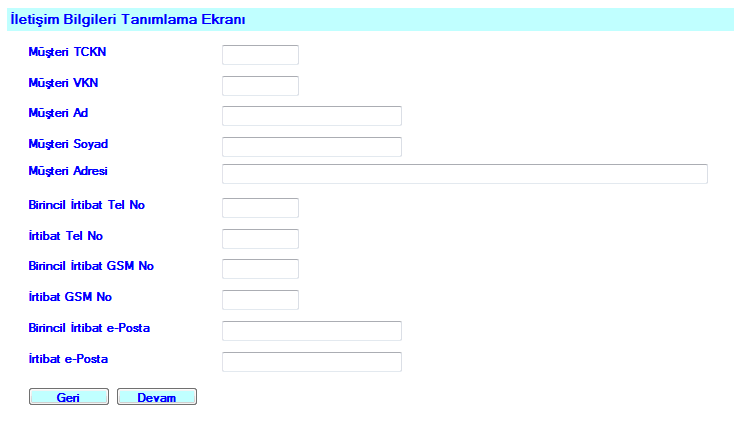 İletişim Bilgileri Tanımlama Ekranı
Müşteri TCKN
Müşteri VKN
Müşteri Ad
Müşteri Soyad
Müşteri Adresi
Birincil İrtibat Tel No
İrtibat Tel No
Birincil İrtibat GSM No
İrtibat GSM No
Birincil İrtibat e-Posta
İrtibat e-Posta
Geri Devam